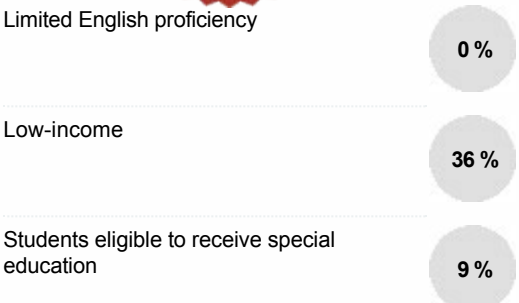 Limited English proficiency
0 %
Low-income
36 %
Students eligible to receive special
education
9 %